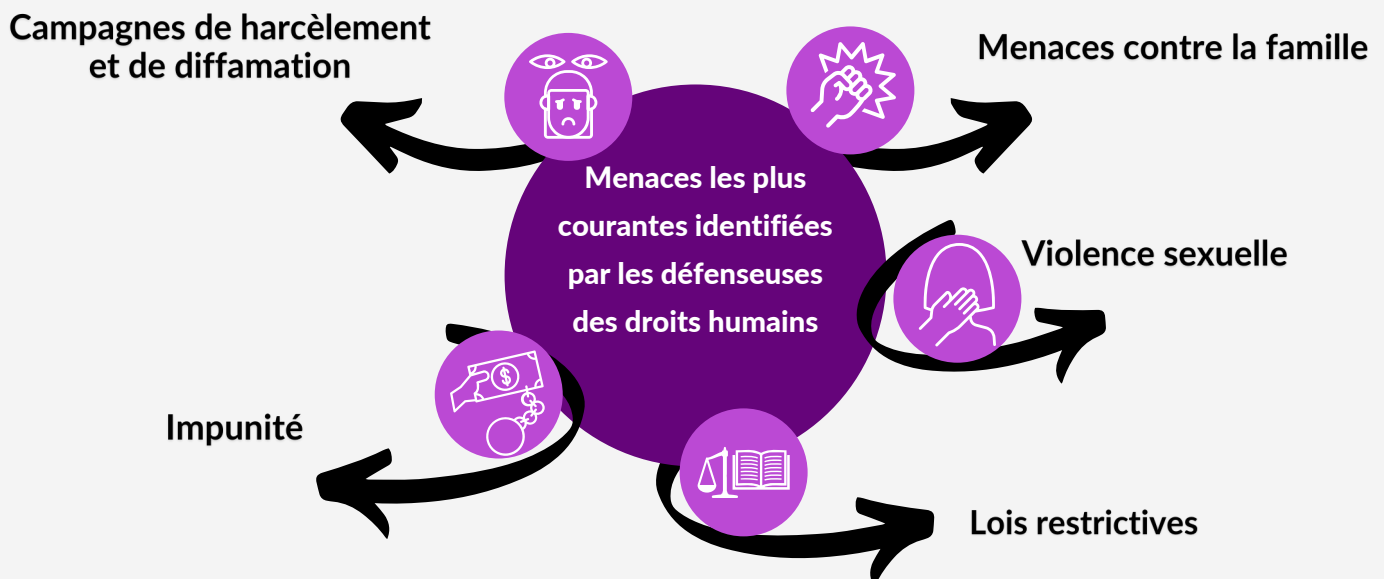 Campagnes de harcèlement
et de diffamation
Menaces contre la famille
Menaces les plus
courantes identifiées
par les défenseuses
des droits humains
Violence sexuelle
Impunité
$
Lois restrictives